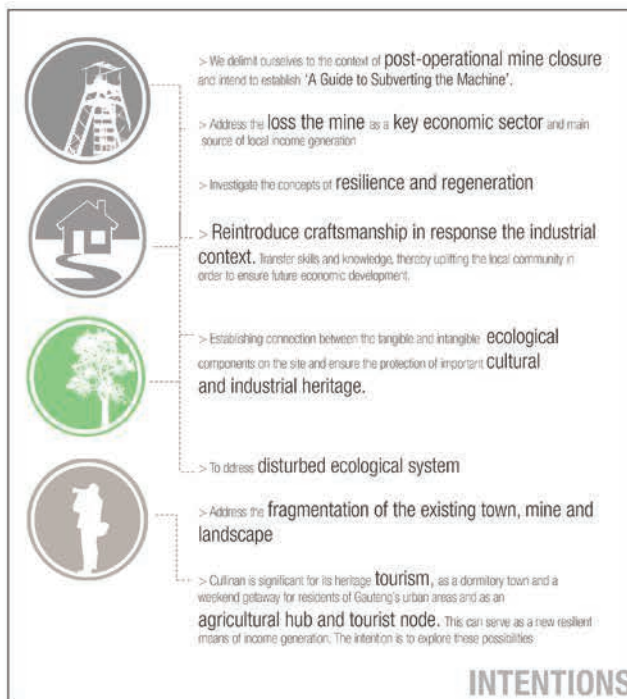 > We delimit ourselves to the context of post-operational mine closure
and intend to establish 'A Guide to Subverting the Machine'.
> Address the loss the mine as a key economic sector and main
source of local income generation
> Investigate the concepts of resilience and regeneration
> Reintroduce craftsmanship in response the industrial
context. Transfer skills and knowledge, thereby uplifting the local community in
order to ensure future economic development.
> Establishing connection between the tangible and intangible ecological
components on the site and ensure the protection of important cultural
and industrial heritage.
> To ddress disturbed ecological system
> Address the fragmentation of the existing town, mine and
landscape
> Cullinan is significant for its heritage tourism, as a dormitory town and a
weekend getaway for residents of Gauteng's urban areas and as an
agricultural hub and tourist node. This can serve as a new resilient
means of income generation. The intention is to explore these possibilities
INTENTIONS